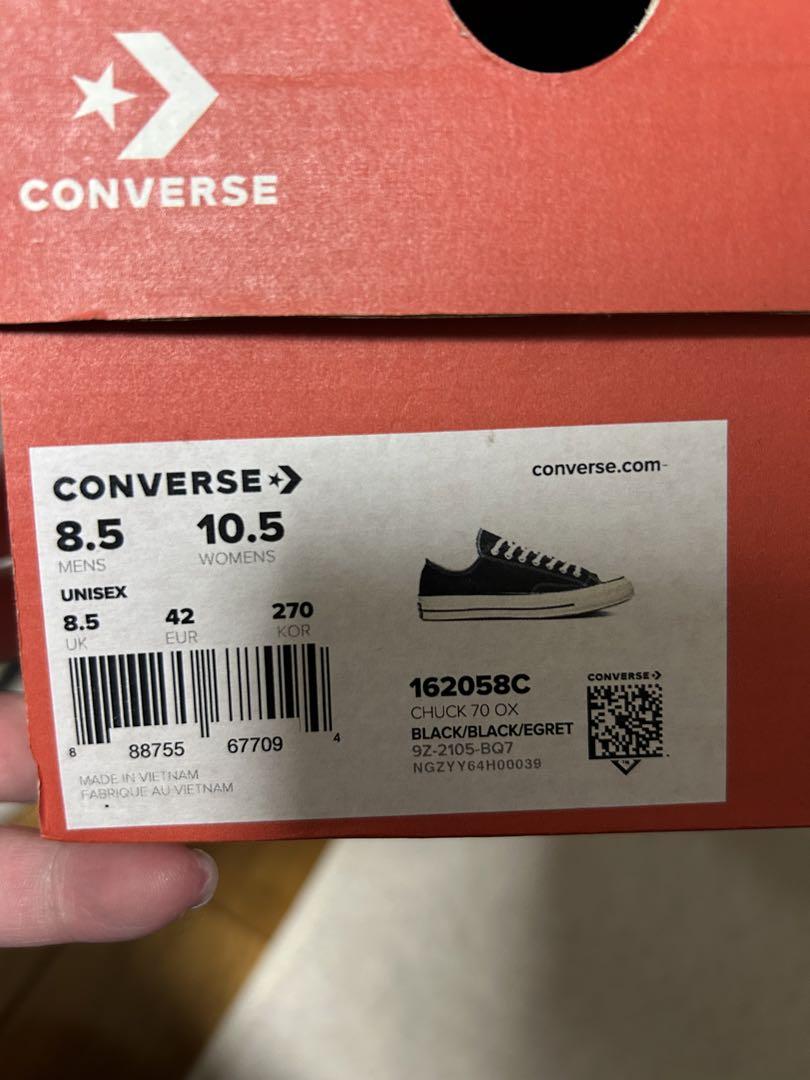 CONVERSE
CONVERSE
converse.com
8.5 10.5
MENS WOMENS
UNISEX
8.5 42 270
UK EUR KOR
8 88755 67709 4
MADE IN VIETNAM
FABRIQUE AU VIETNAM
162058C
CHUCK 70 OX
BLACK/BLACK/EGRET
9Z-2105-BQ7
NGZYY64H00039
CONVERSE
TM